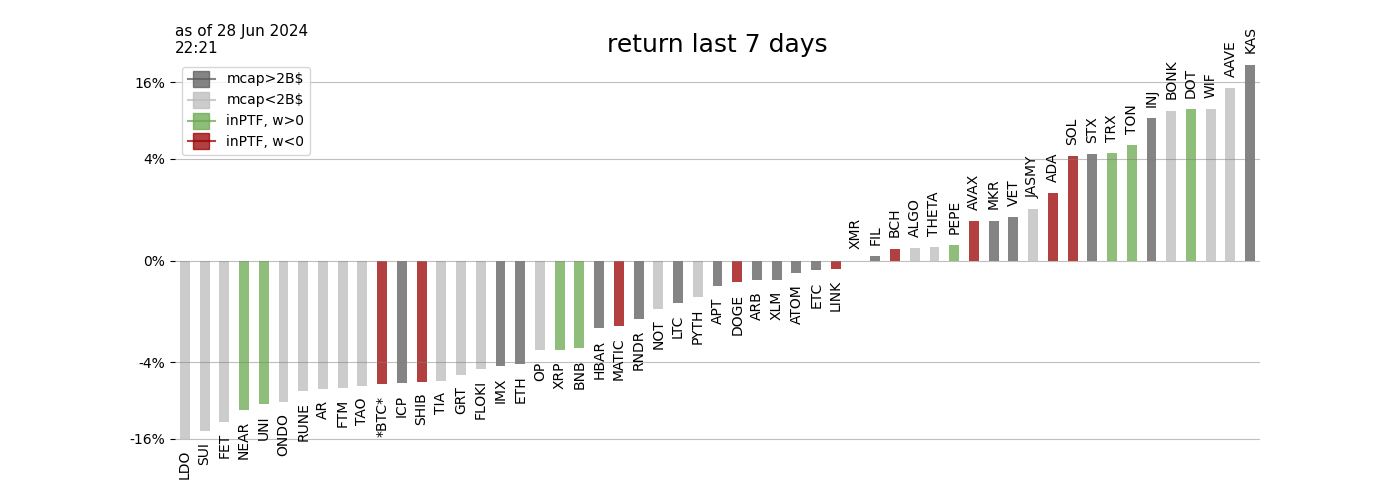 as of 28 Jun 2024
22:21
return last 7 days
mcap>2B$
mcap<2B$
inPTF, w>0
inPTF, w<0
16%
4%
0%
-4%
-16%
LDO
SUI
FET
NEAR
UNI
ONDO
RUNE
AR
FTM
TAO
*BTC*
ICP
SHIB
TIA
GRT
FLOKI
IMX
ETH
OP
XRP
BNB
HBAR
MATIC
RNDR
NOT
LTC
PYTH
APT
DOGE
ARB
XLM
ATOM
ETC
LINK
XMR
FIL
BCH
ALGO
THETA
PEPE
AVAX
MKR
VET
JASMY
ADA
SOL
STX
TRX
TON
INJ
BONK
DOT
WIF
AAVE
KAS